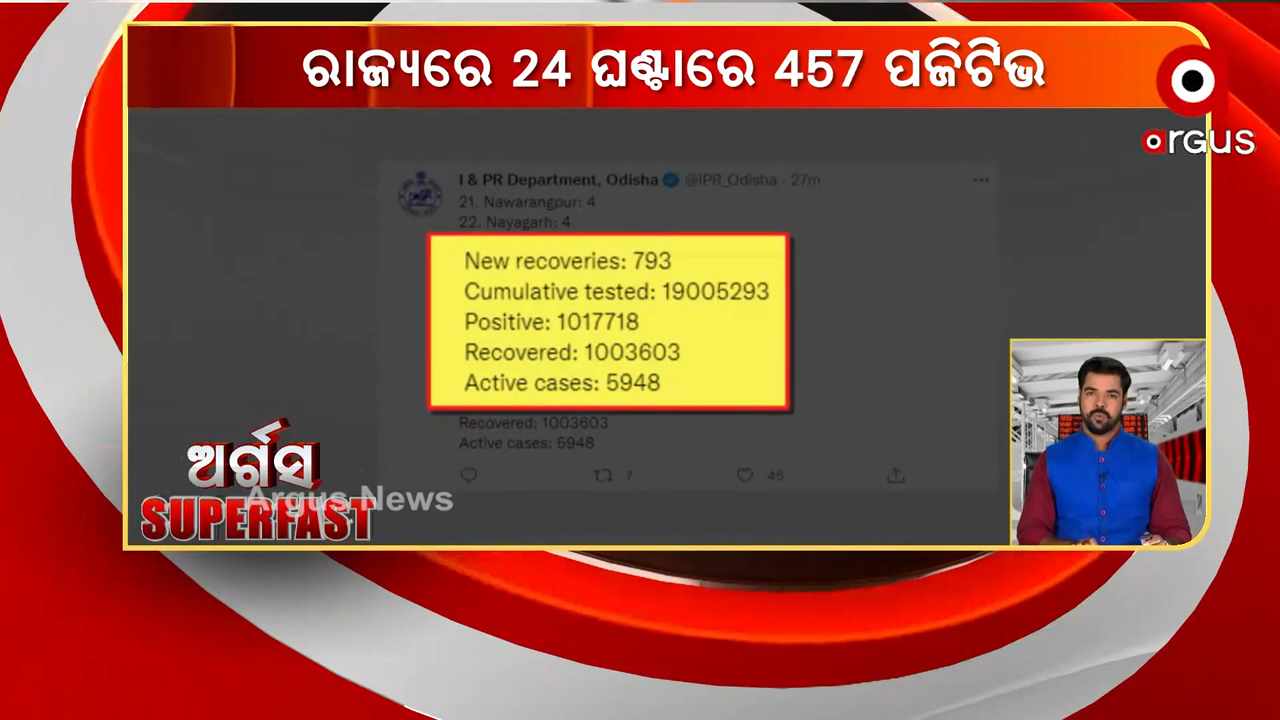 ରାଜ୍ୟରେ 24 ଘଣ୍ଟାରେ 457 ପଜିଟିଭ
argus
I & PR Department, Odisha @IPR_Odisha · 27m
21. Nawarangpur: 4
22. Nayagarh: 4
New recoveries: 793
Cumulative tested: 19005293
Positive: 1017718
Recovered: 1003603
Active cases: 5948
Recovered: 1003603
Active cases: 5948
7 45
ଅର୍ଗସ୍
Argus News
SUPERFAST